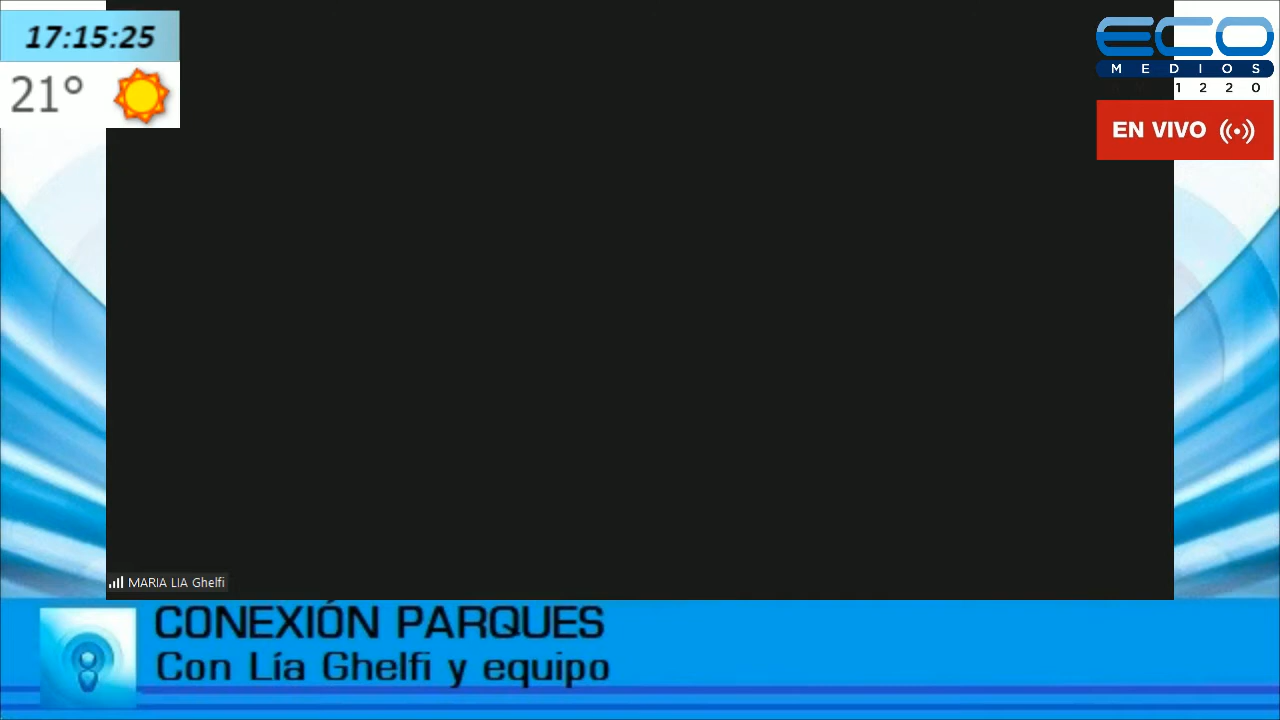 17:15:25
21°
ECO
MEDIOS
1220
EN VIVO
MARIA LIA Ghelfi
CONEXIÓN PARQUES
Con Lía Ghelfi y equipo